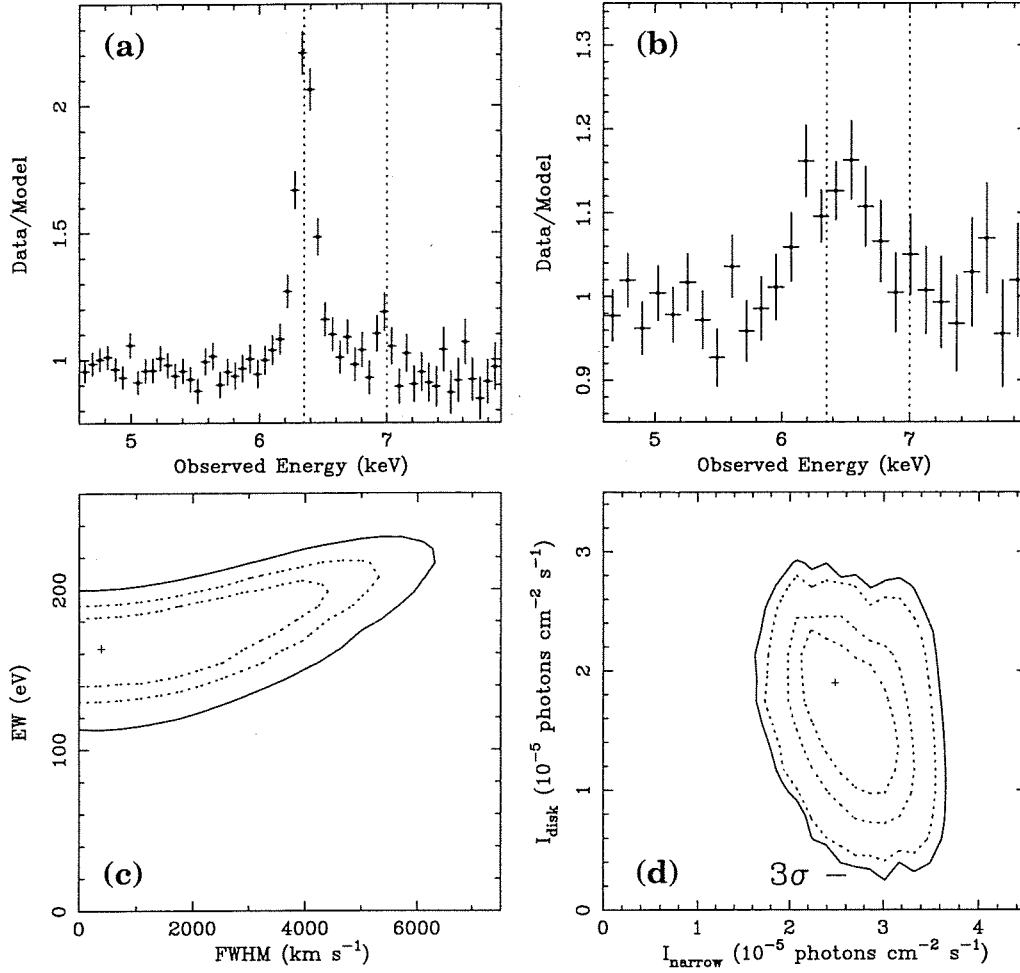 (a)
2
1.5
1
Data/Model
5
6
7
Observed Energy (keV)
(b)
1.3
1.2
1.1
1
0.9
Data/Model
5
6
7
Observed Energy (keV)
(c)
200
100
0
EW (eV)
0
2000
4000
6000
FWHM (km s⁻¹)
(d)
3
2
1
0
I_disk (10⁻⁵ photons cm⁻² s⁻¹)
3σ
0
1
2
3
4
I_narrow (10⁻⁵ photons cm⁻² s⁻¹)